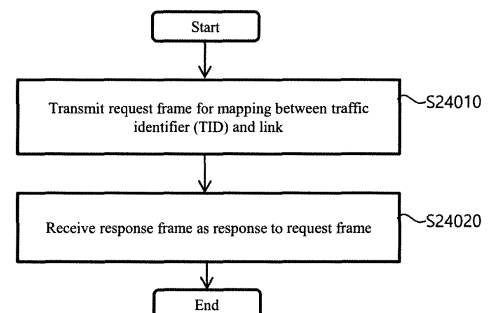 Start
Transmit request frame for mapping between traffic
identifier (TID) and link
S24010
Receive response frame as response to request frame
S24020
End